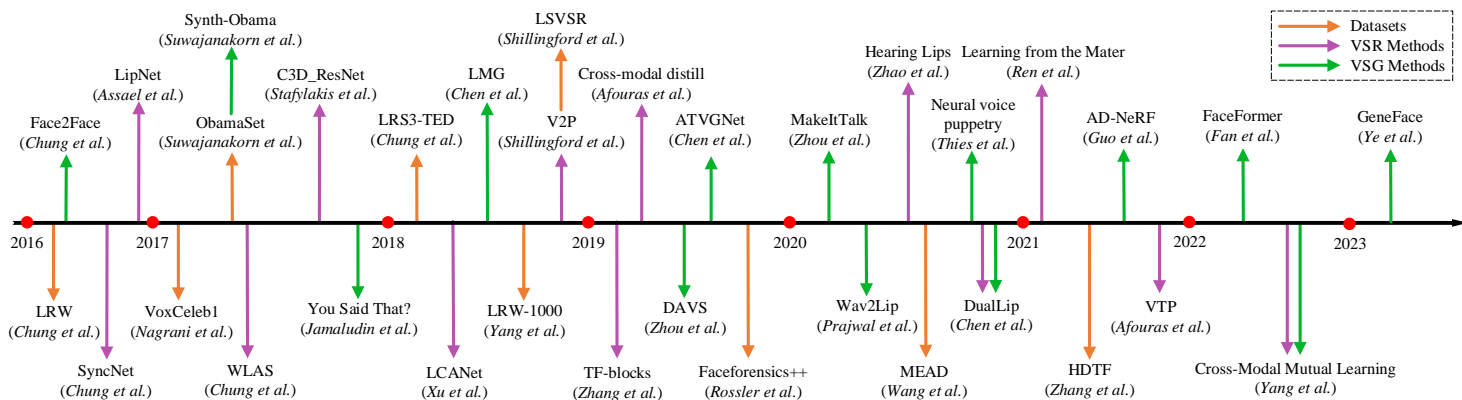 Synth-Obama
(Suwajanakorn et al.)
LSVSR
(Shillingford et al.)
Datasets
VSR Methods
VSG Methods
LipNet
(Assael et al.)
C3D_ResNet
(Stafylakis et al.)
LMG
(Chen et al.)
Cross-modal distill
(Afouras et al.)
Hearing Lips
(Zhao et al.)
Learning from the Mater
(Ren et al.)
Face2Face
(Chung et al.)
ObamaSet
(Suwajanakorn et al.)
LRS3-TED
(Chung et al.)
V2P
(Shillingford et al.)
ATVGNet
(Chen et al.)
MakeItTalk
(Zhou et al.)
Neural voice
puppetry
(Thies et al.)
AD-NeRF
(Guo et al.)
FaceFormer
(Fan et al.)
GeneFace
(Ye et al.)
2016
2017
2018
2019
2020
2021
2022
2023
LRW
(Chung et al.)
VoxCeleb1
(Nagrani et al.)
You Said That?
(Jamaludin et al.)
LRW-1000
(Yang et al.)
DAVS
(Zhou et al.)
Wav2Lip
(Prajwal et al.)
DualLip
(Chen et al.)
VTP
(Afouras et al.)
SyncNet
(Chung et al.)
WLAS
(Chung et al.)
LCANet
(Xu et al.)
TF-blocks
(Zhang et al.)
Faceforensics++
(Rossler et al.)
MEAD
(Wang et al.)
HDTF
(Zhang et al.)
Cross-Modal Mutual Learning
(Yang et al.)